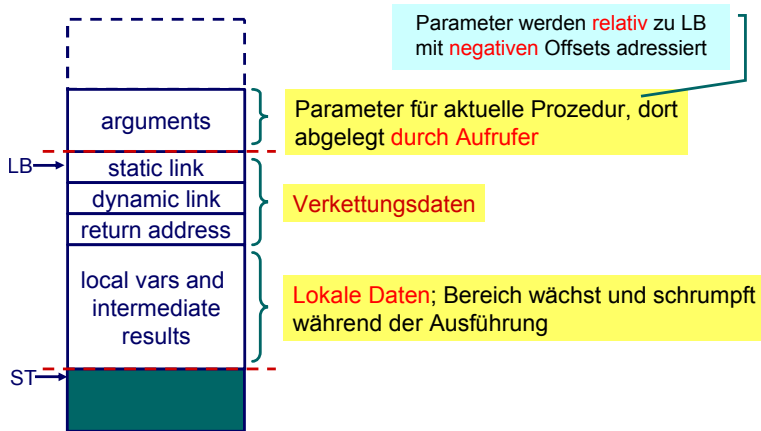 Parameter werden relativ zu LB
mit negativen Offsets adressiert
arguments
Parameter für aktuelle Prozedur, dort
abgelegt durch Aufrufer
LB
static link
dynamic link
return address
Verkettungsdaten
local vars and
intermediate
results
Lokale Daten; Bereich wächst und schrumpft
während der Ausführung
ST